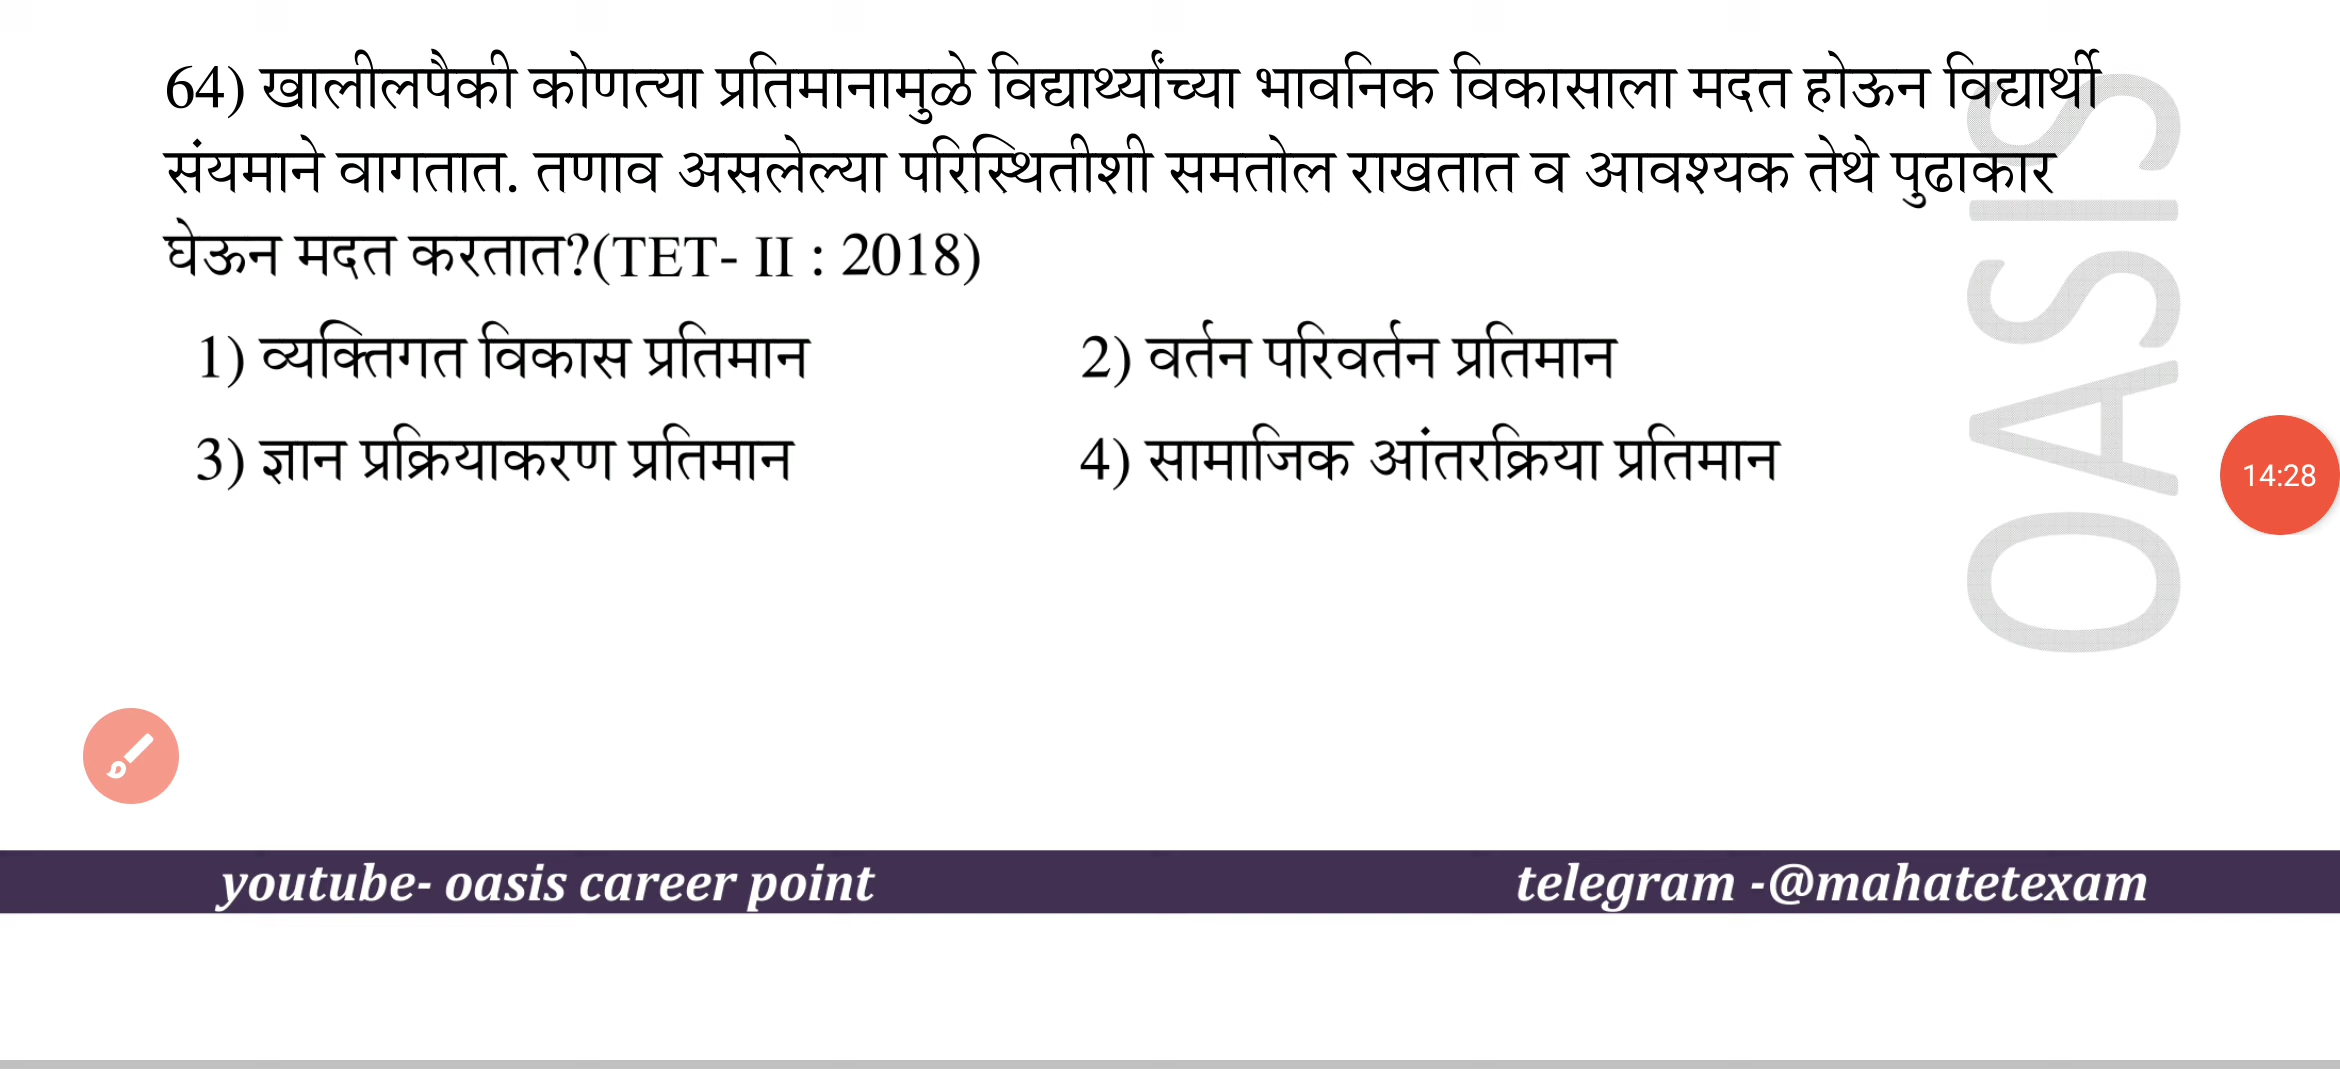 64) खालीलपैकी कोणत्या प्रतिमानामुळे विद्यार्थ्यांच्या भावनिक विकासाला मदत होऊन विद्यार्थी
संयमाने वागतात. तणाव असलेल्या परिस्थितीशी समतोल राखतात व आवश्यक तेथे पुढाकार
घेऊन मदत करतात?(TET- II : 2018)
1) व्यक्तिगत विकास प्रतिमान 2) वर्तन परिवर्तन प्रतिमान
3) ज्ञान प्रक्रियाकरण प्रतिमान 4) सामाजिक आंतरक्रिया प्रतिमान
OASIS
14:28
youtube- oasis career point telegram -@mahatetexam